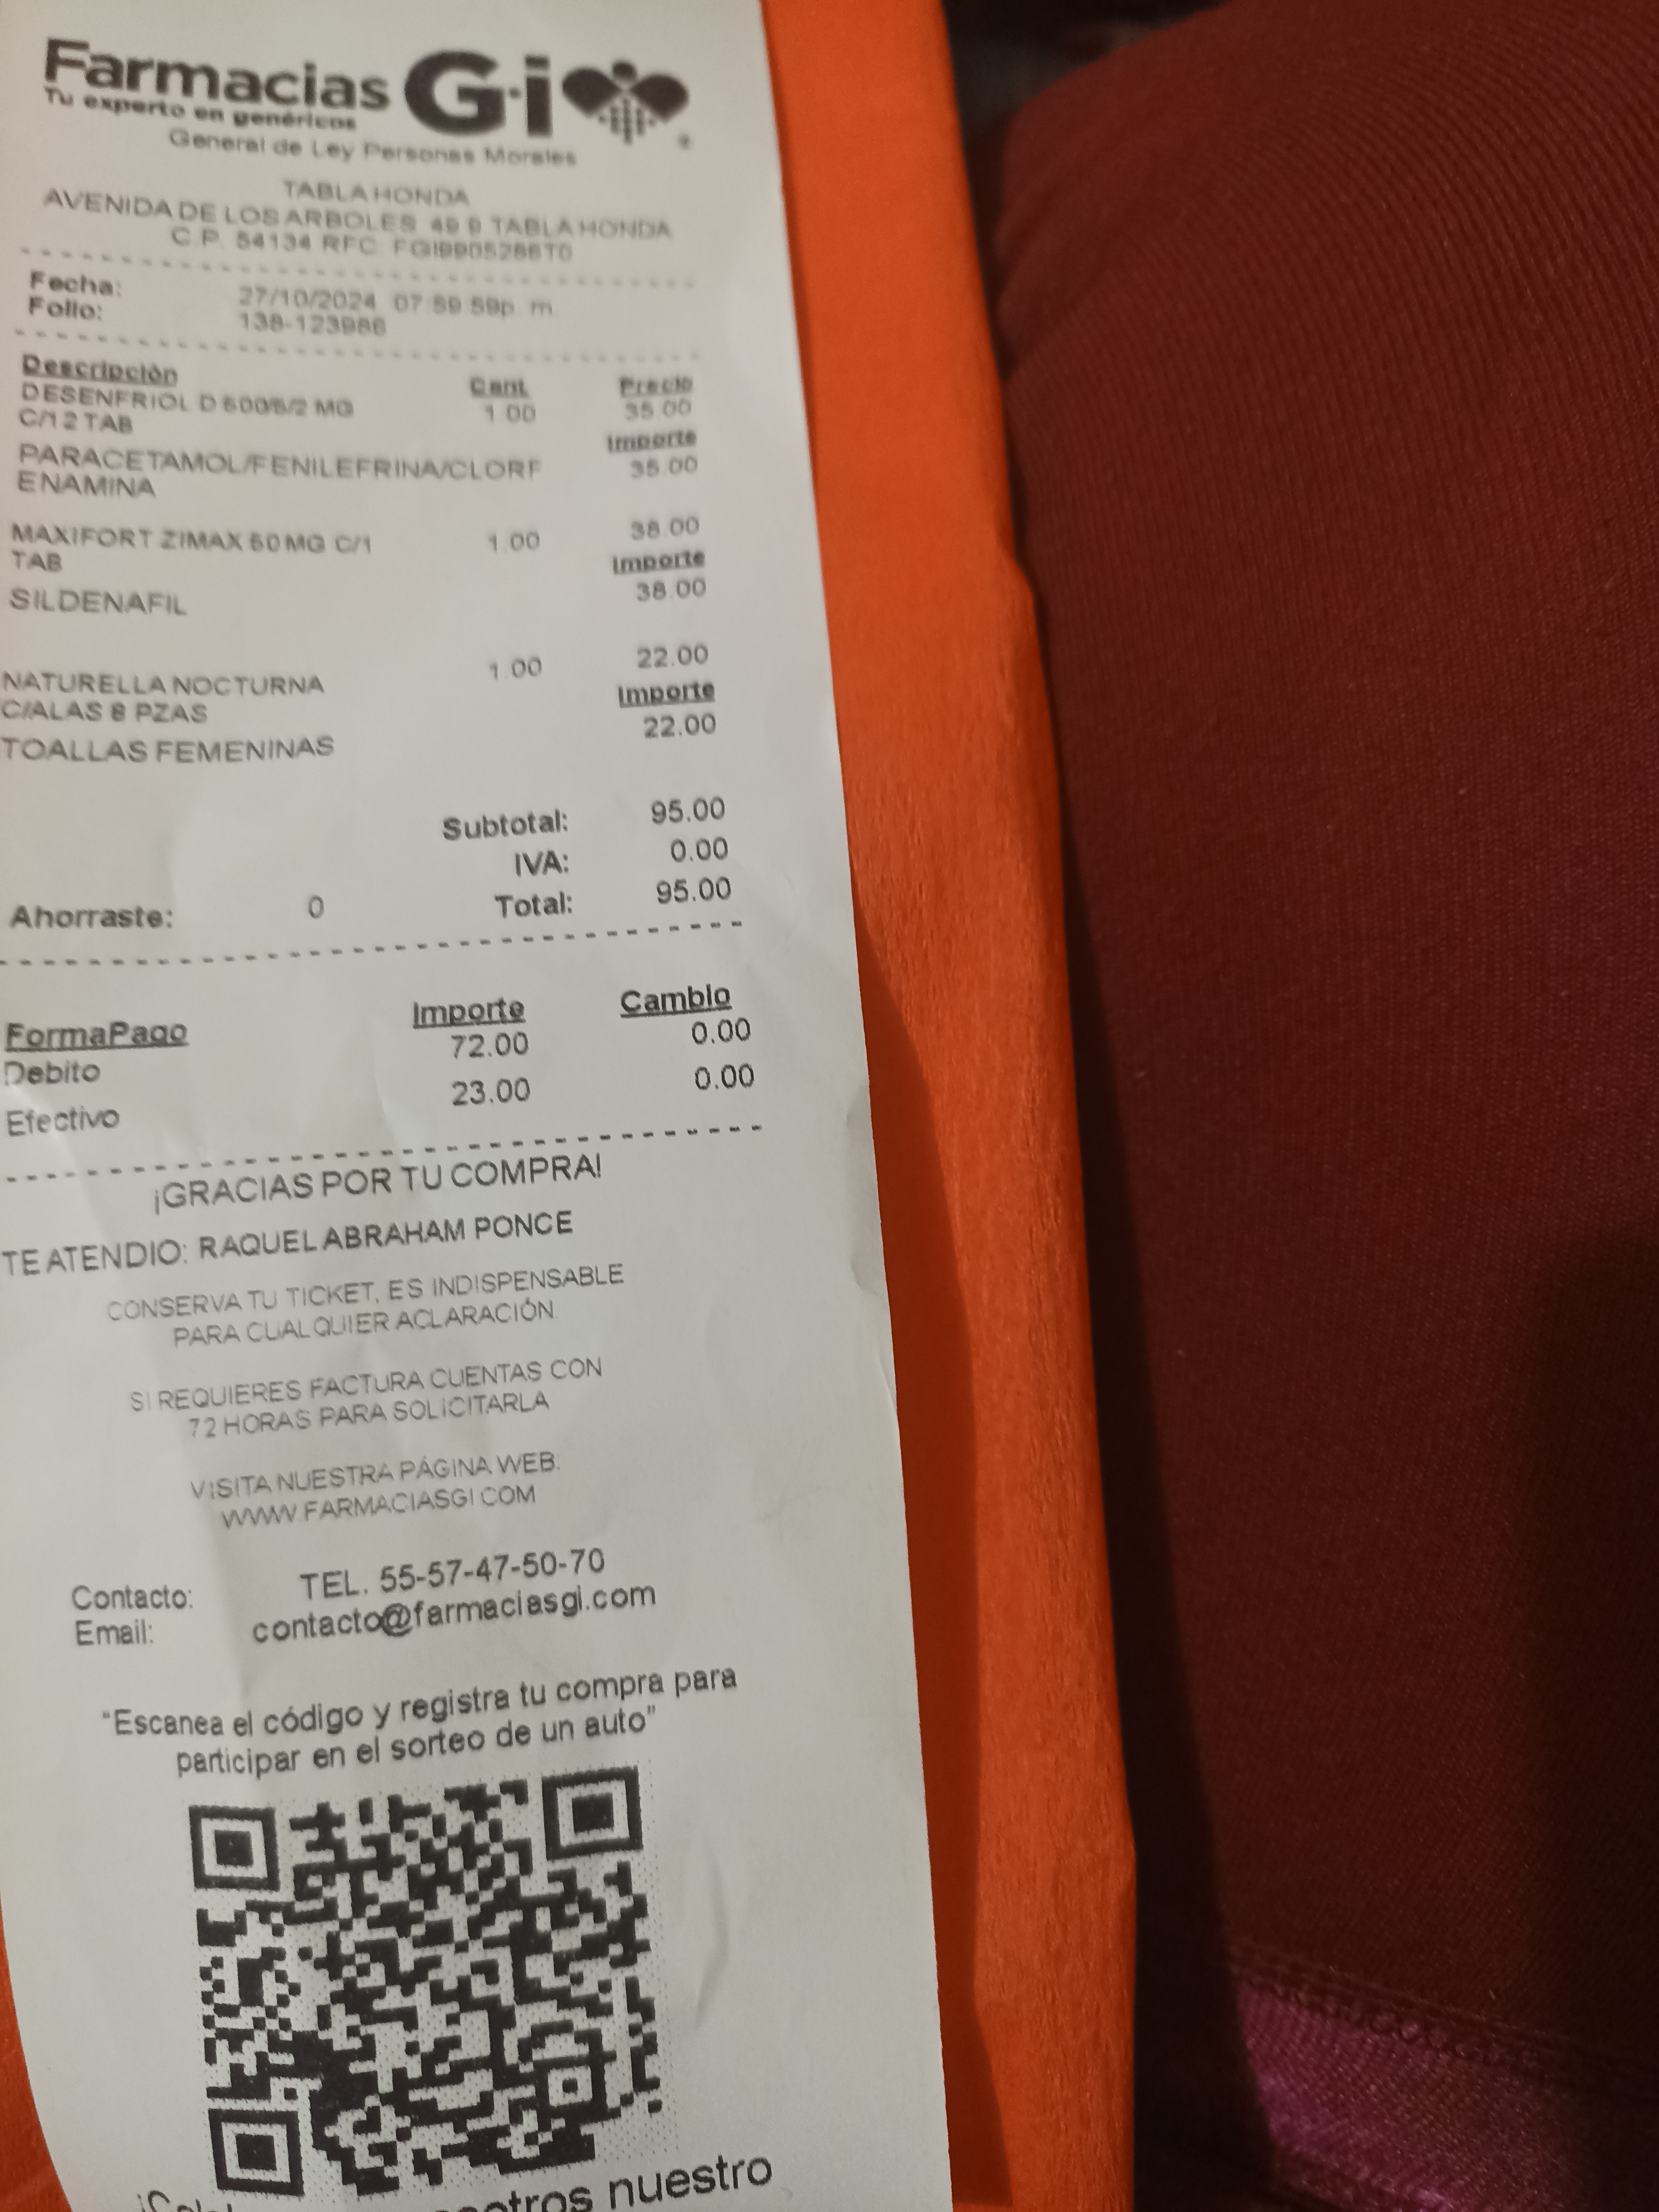 Farmacias G·i
Tu experto en genéricos
General de Ley Personas Morales
TABLA HONDA
AVENIDA DE LOS ARBOLES 49 9 TABLA HONDA
C.P. 54134 RFC: FGI990528
Fecha: 27/10/2024 07:59:59p. m.
Folio: 138-123986
Descripción Cant. Precio
DESENFRIOL D 500/5/2 MG 1.00 35.00
C/12 TAB Importe
PARACETAMOL/FENILEFRINA/CLORF 35.00
ENAMINA
MAXIFORT ZIMAX 50 MG C/1 1.00 38.00
TAB Importe
SILDENAFIL 38.00
NATURELLA NOCTURNA 1.00 22.00
C/ALAS 8 PZAS Importe
TOALLAS FEMENINAS 22.00
Subtotal: 95.00
IVA: 0.00
Ahorraste: 0 Total: 95.00
FormaPago Importe Cambio
Debito 72.00 0.00
Efectivo 23.00 0.00
¡GRACIAS POR TU COMPRA!
TE ATENDIO: RAQUEL ABRAHAM PONCE
CONSERVA TU TICKET, ES INDISPENSABLE
PARA CUALQUIER ACLARACIÓN.
SI REQUIERES FACTURA CUENTAS CON
72 HORAS PARA SOLICITARLA
VISITA NUESTRA PÁGINA WEB.
WWW.FARMACIASGI.COM
Contacto: TEL. 55-57-47-50-70
Email: contacto@farmaciasgi.com
"Escanea el código y registra tu compra para
participar en el sorteo de un auto"
nuestro